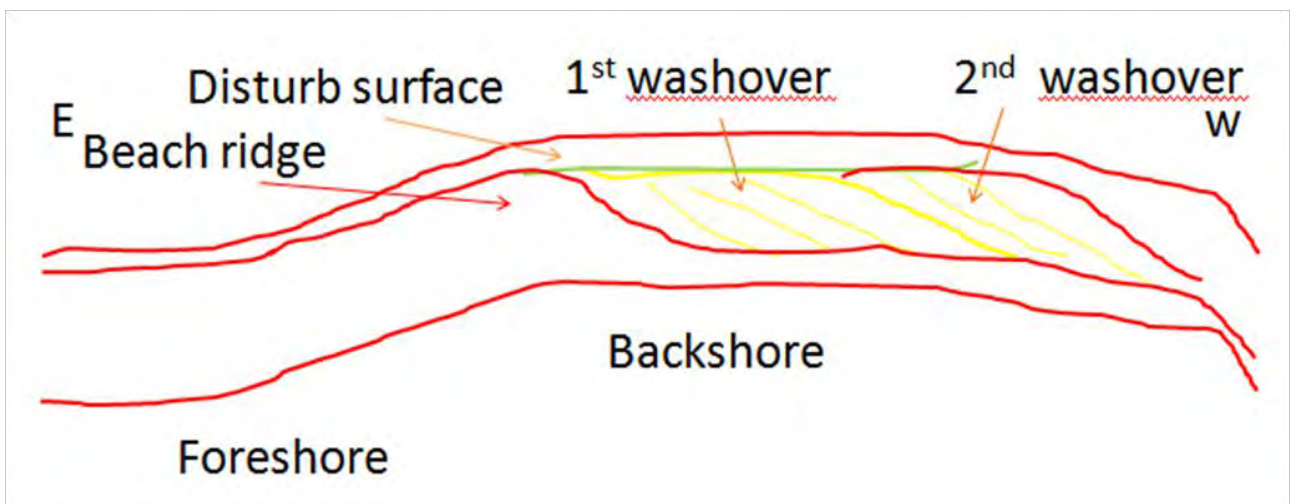 Disturb surface
1st washover
2nd washover
E
W
Beach ridge
Backshore
Foreshore